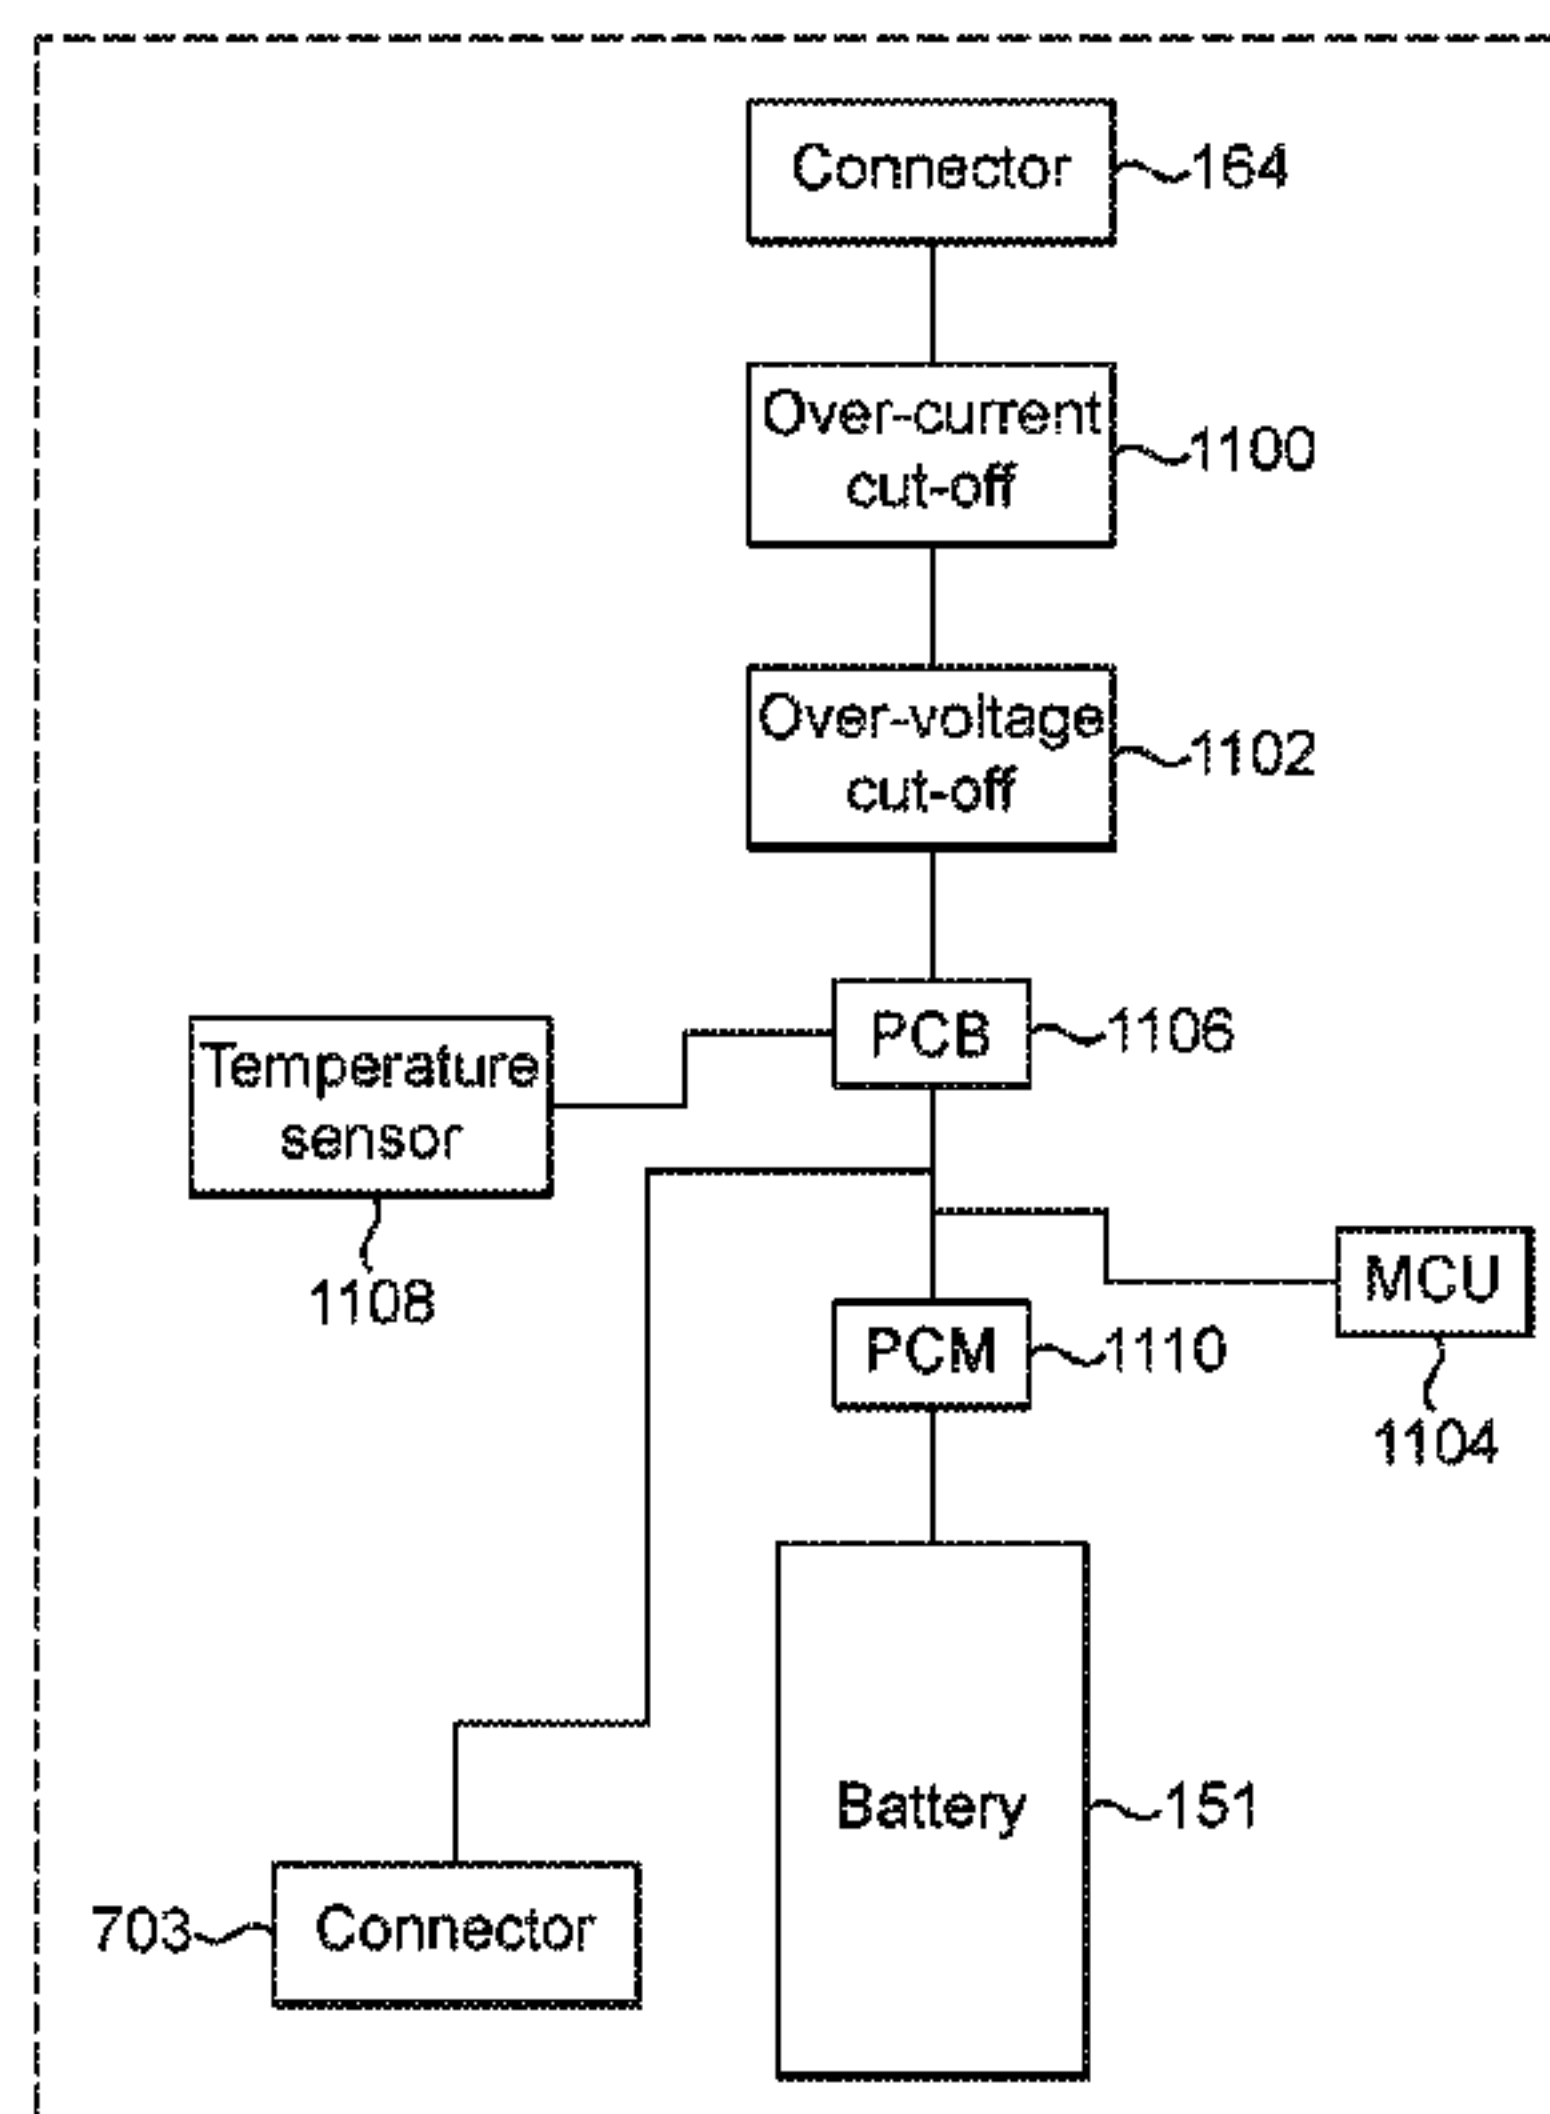 Connector
164
Over-current
cut-off
1100
Over-voltage
cut-off
1102
PCB
1106
Temperature
sensor
1108
MCU
1104
PCM
1110
Battery
151
703
Connector